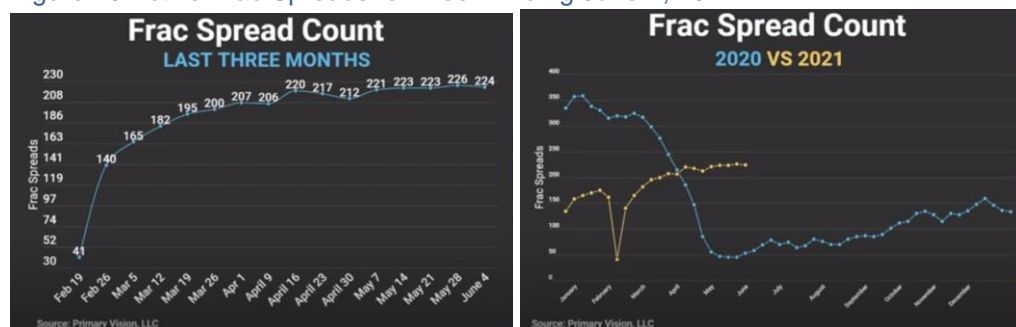 Frac Spread Count
LAST THREE MONTHS
Frac Spreads
230
208
186
163
141
119
97
74
52
30
41
140
165
182
195
200
207
206
220
217
212
221
223
223
226
224
Feb 19
Feb 26
Mar 5
Mar 12
Mar 19
Mar 26
Apr 1
April 9
April 16
April 23
April 30
May 7
May 14
May 21
May 28
June 4
Source: Primary Vision, LLC
Frac Spread Count
2020 VS 2021
Frac Spreads
400
350
300
250
200
150
100
50
0
January
February
March
April
May
June
July
August
September
October
November
December
Source: Primary Vision, LLC